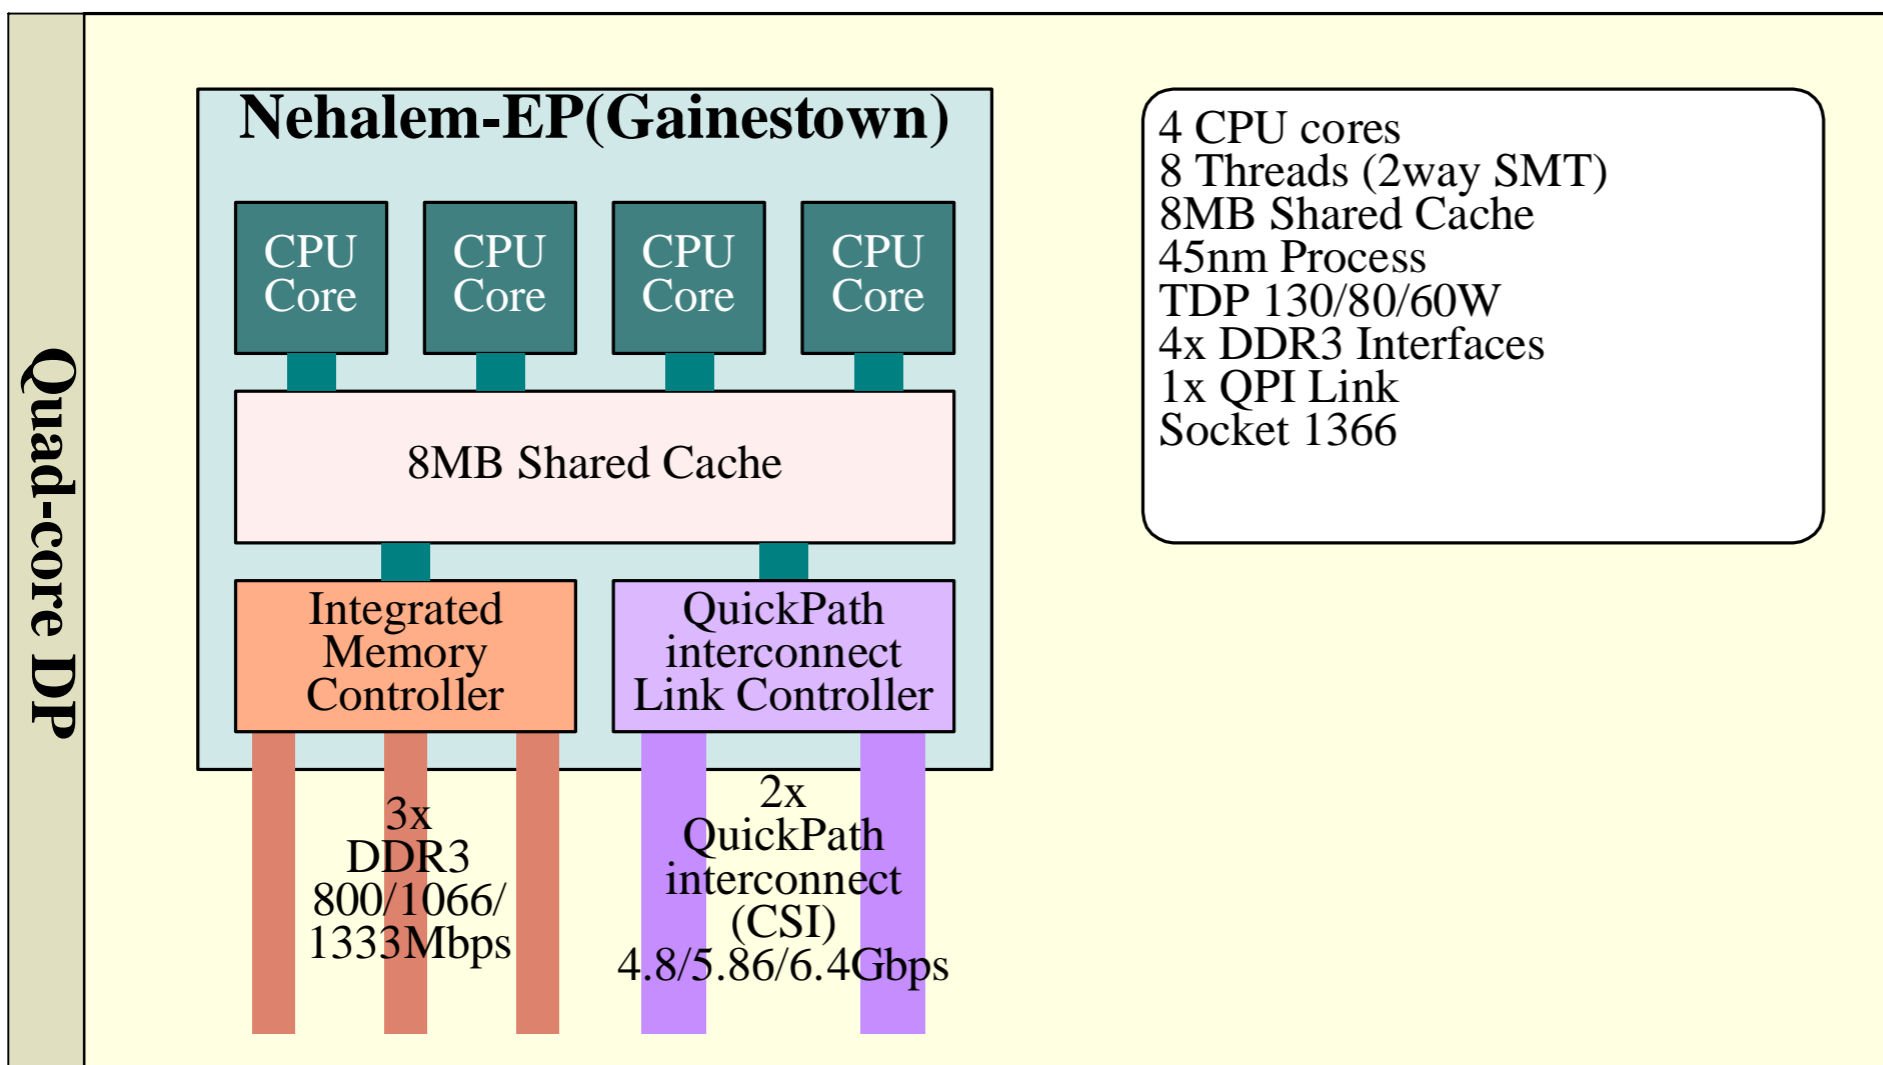 Quad-core DP
Nehalem-EP(Gainestown)
CPU
Core
CPU
Core
CPU
Core
CPU
Core
8MB Shared Cache
Integrated
Memory
Controller
QuickPath
interconnect
Link Controller
3x
DDR3
800/1066/
1333Mbps
2x
QuickPath
interconnect
(CSI)
4.8/5.86/6.4Gbps
4 CPU cores
8 Threads (2way SMT)
8MB Shared Cache
45nm Process
TDP 130/80/60W
4x DDR3 Interfaces
1x QPI Link
Socket 1366